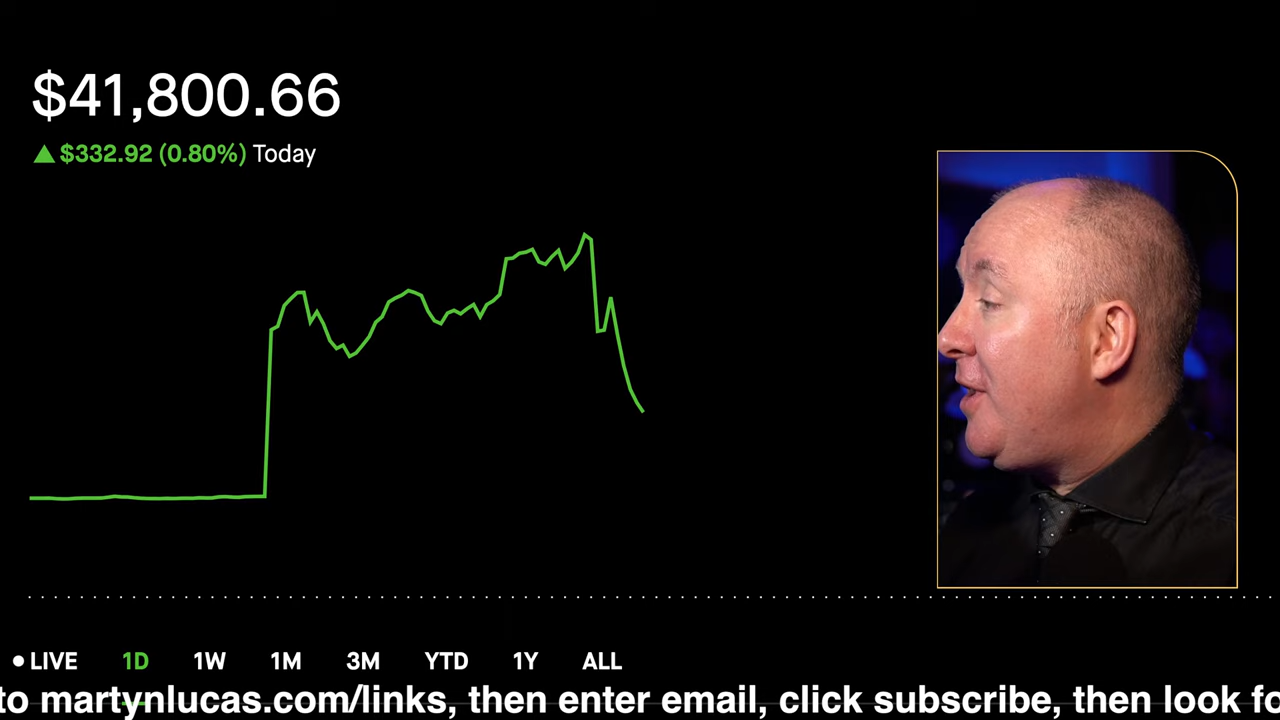 $41,800.66
▲ $332.92 (0.80%) Today
LIVE 1D 1W 1M 3M YTD 1Y ALL
to martynlucas.com/links, then enter email, click subscribe, then look fo